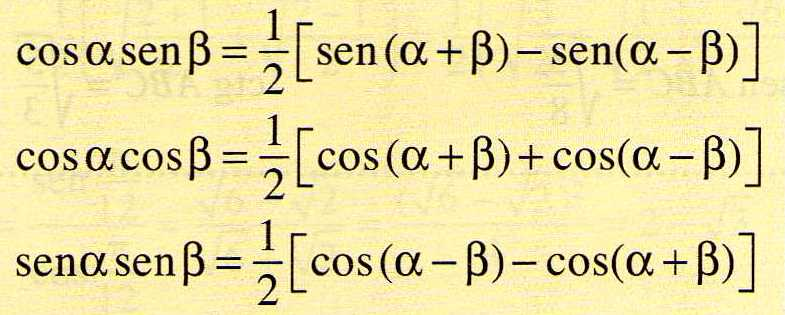 cos α sen β = 1/2 [ sen (α + β) − sen(α − β) ]
cos α cos β = 1/2 [ cos (α + β) + cos(α − β) ]
sen α sen β = 1/2 [ cos (α − β) − cos(α + β) ]